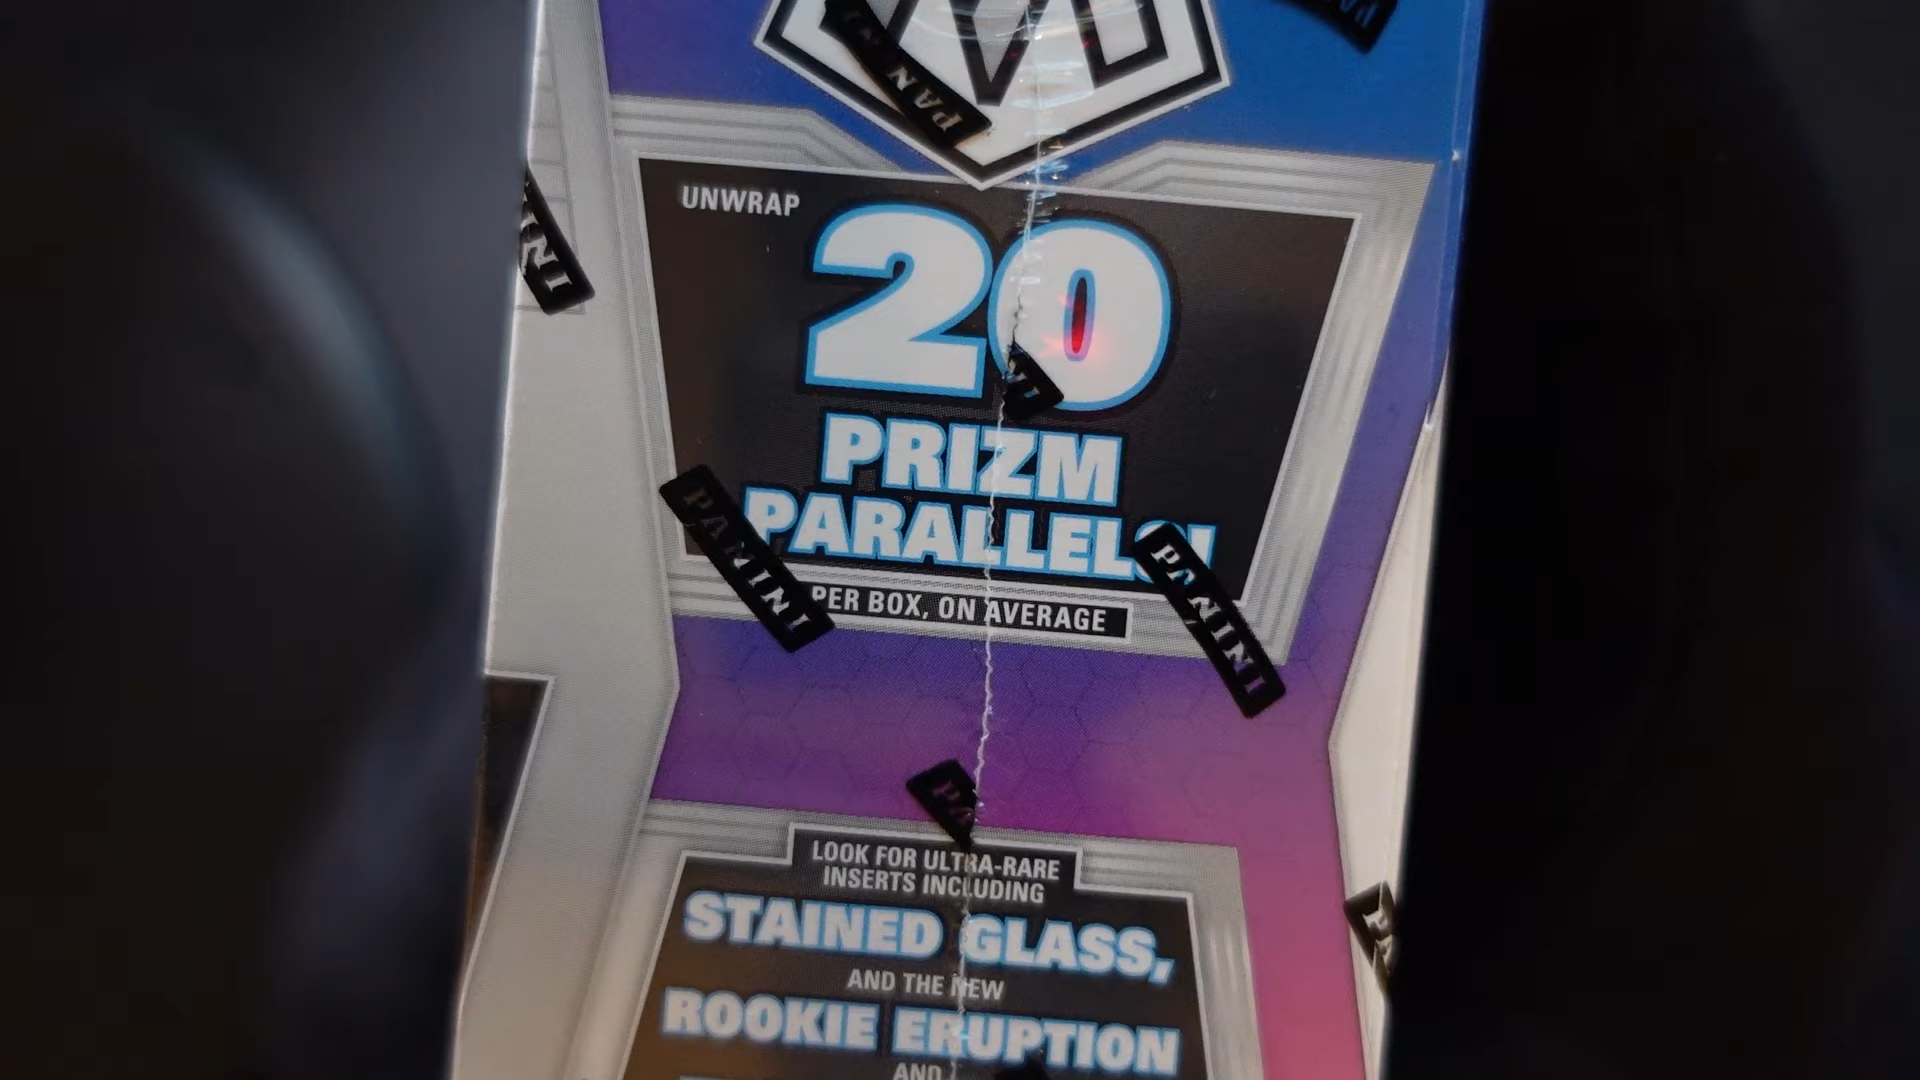 UNWRAP
20
PRIZM
PARALLELS!
PER BOX, ON AVERAGE
PANINI
PANINI
LOOK FOR ULTRA-RARE
INSERTS INCLUDING
STAINED GLASS,
AND THE NEW
ROOKIE ERUPTION
AND